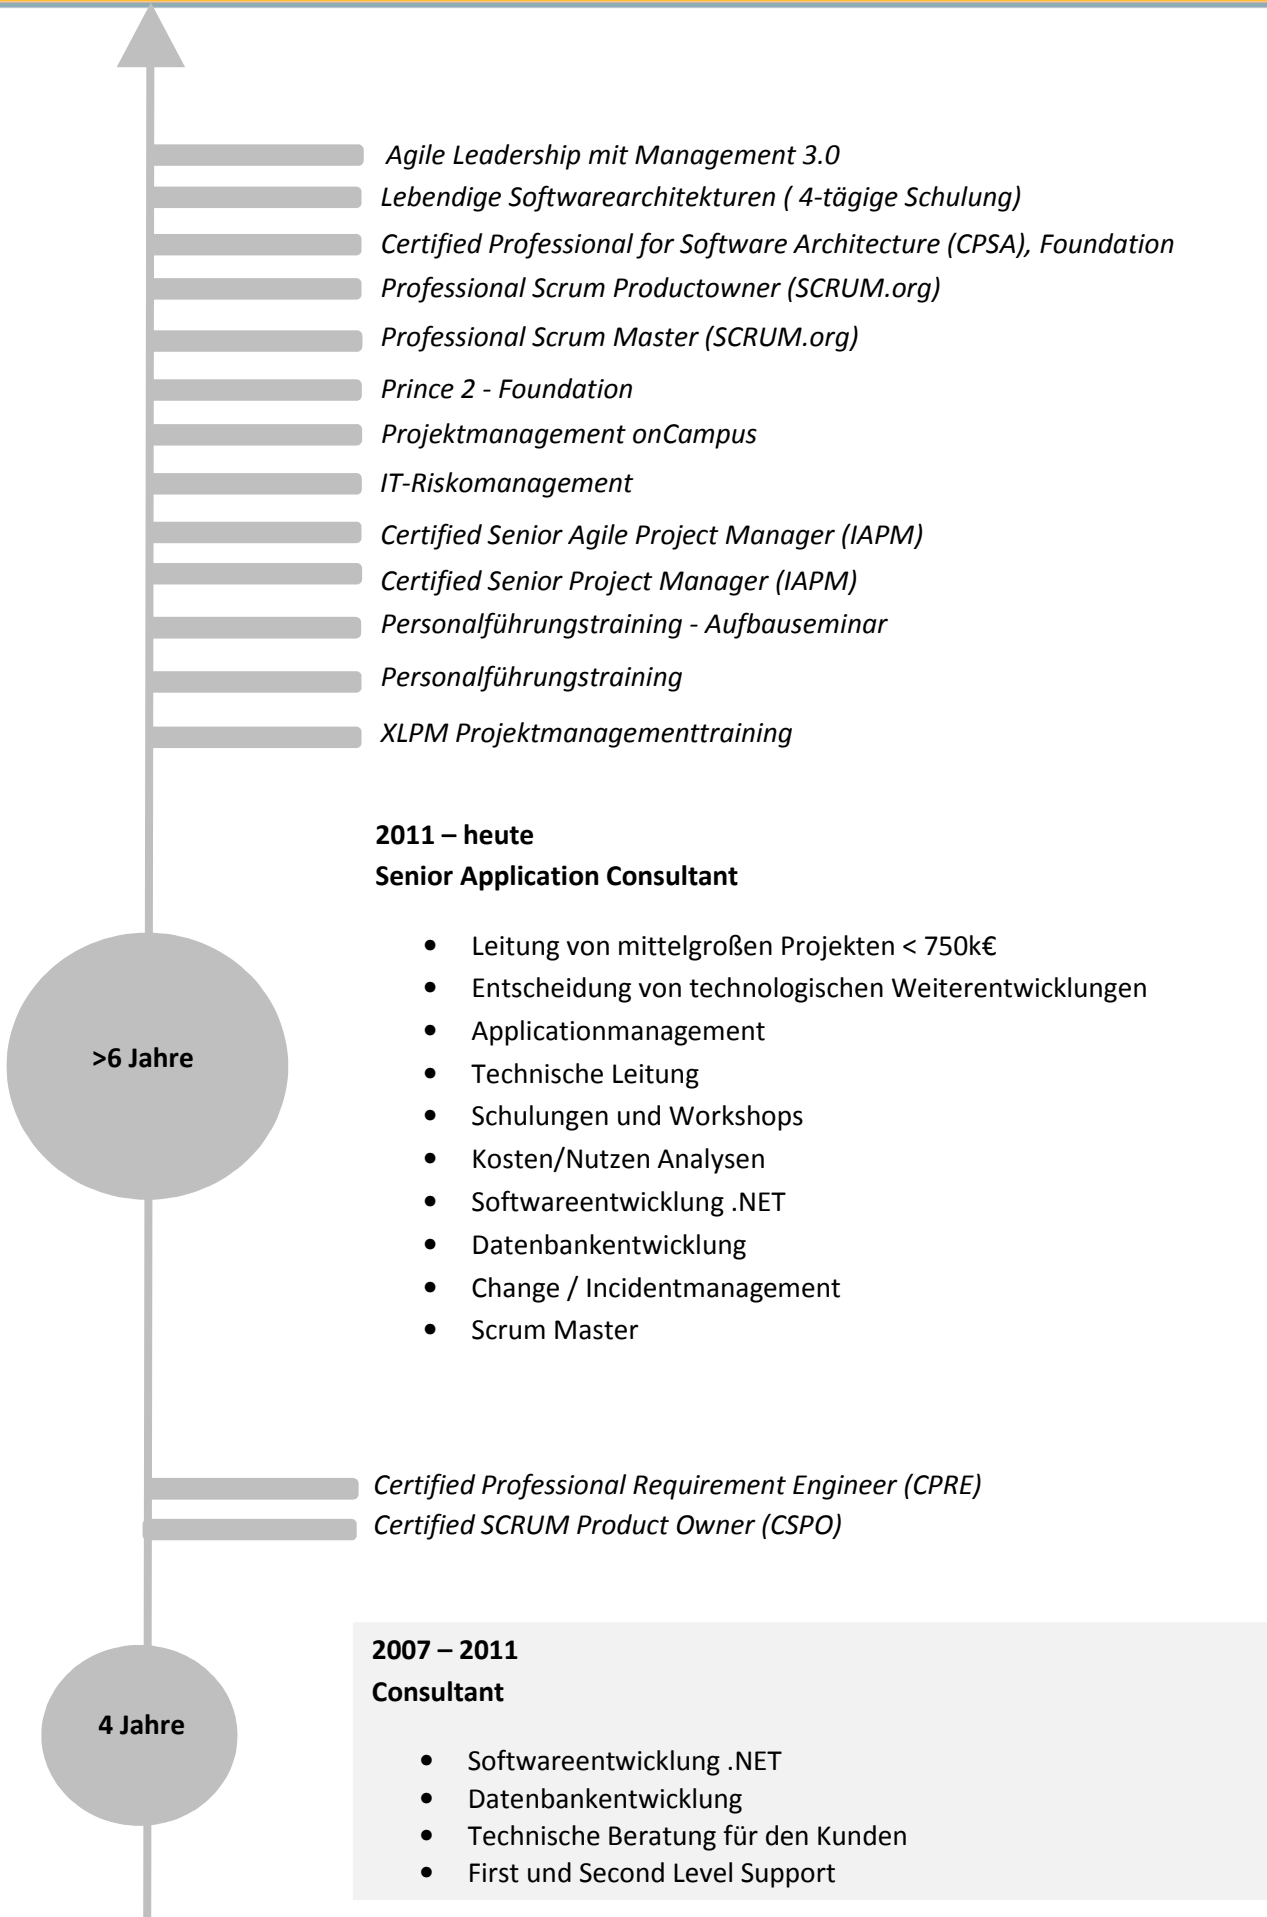 Agile Leadership mit Management 3.0
Lebendige Softwarearchitekturen ( 4-tägige Schulung)
Certified Professional for Software Architecture (CPSA), Foundation
Professional Scrum Productowner (SCRUM.org)
Professional Scrum Master (SCRUM.org)
Prince 2 - Foundation
Projektmanagement onCampus
IT-Riskomanagement
Certified Senior Agile Project Manager (IAPM)
Certified Senior Project Manager (IAPM)
Personalführungstraining - Aufbauseminar
Personalführungstraining
XLPM Projektmanagementtraining
2011 – heute
Senior Application Consultant
• Leitung von mittelgroßen Projekten < 750k€
• Entscheidung von technologischen Weiterentwicklungen
• Applicationmanagement
>6 Jahre
• Technische Leitung
• Schulungen und Workshops
• Kosten/Nutzen Analysen
• Softwareentwicklung .NET
• Datenbankentwicklung
• Change / Incidentmanagement
• Scrum Master
Certified Professional Requirement Engineer (CPRE)
Certified SCRUM Product Owner (CSPO)
2007 – 2011
Consultant
4 Jahre
• Softwareentwicklung .NET
• Datenbankentwicklung
• Technische Beratung für den Kunden
• First und Second Level Support